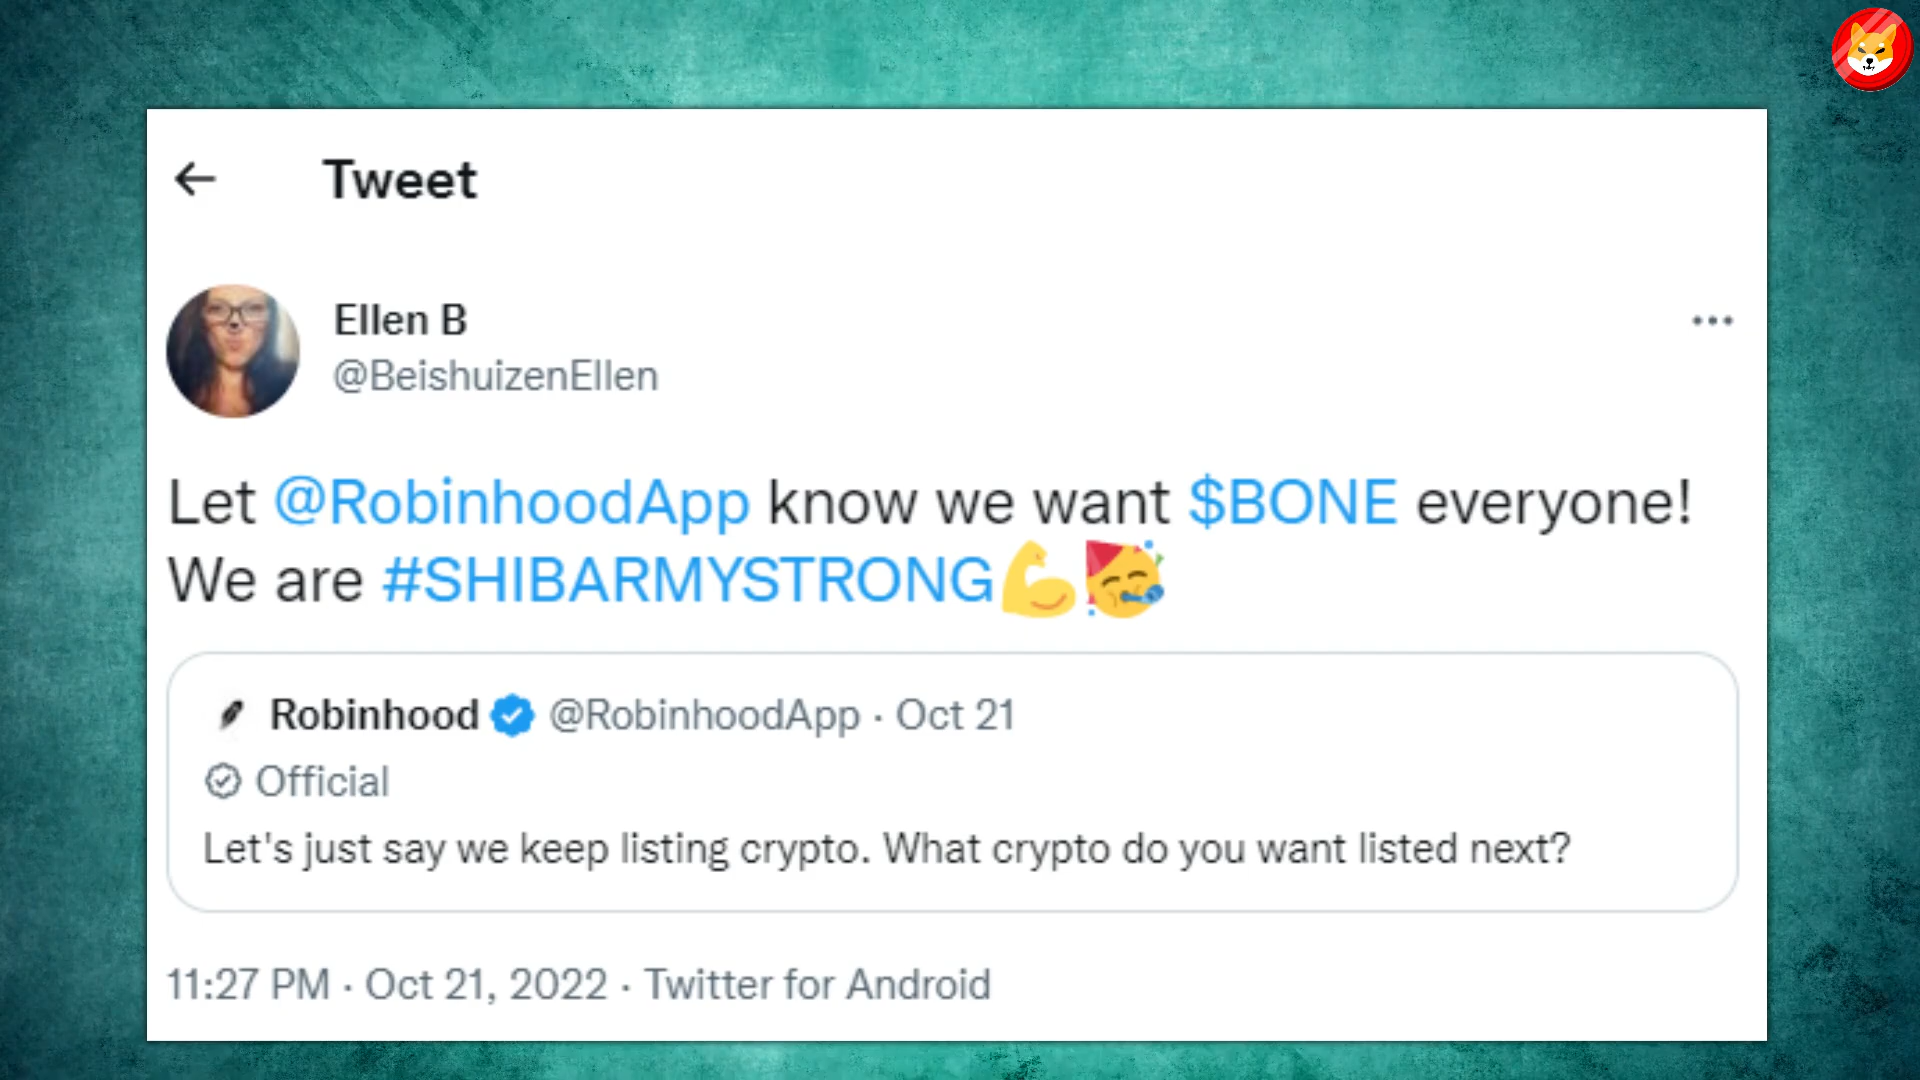 Tweet
Ellen B
@BeishuizenEllen
Let @RobinhoodApp know we want $BONE everyone!
We are #SHIBARMYSTRONG💪🥳
Robinhood @RobinhoodApp · Oct 21
Official
Let's just say we keep listing crypto. What crypto do you want listed next?
11:27 PM · Oct 21, 2022 · Twitter for Android